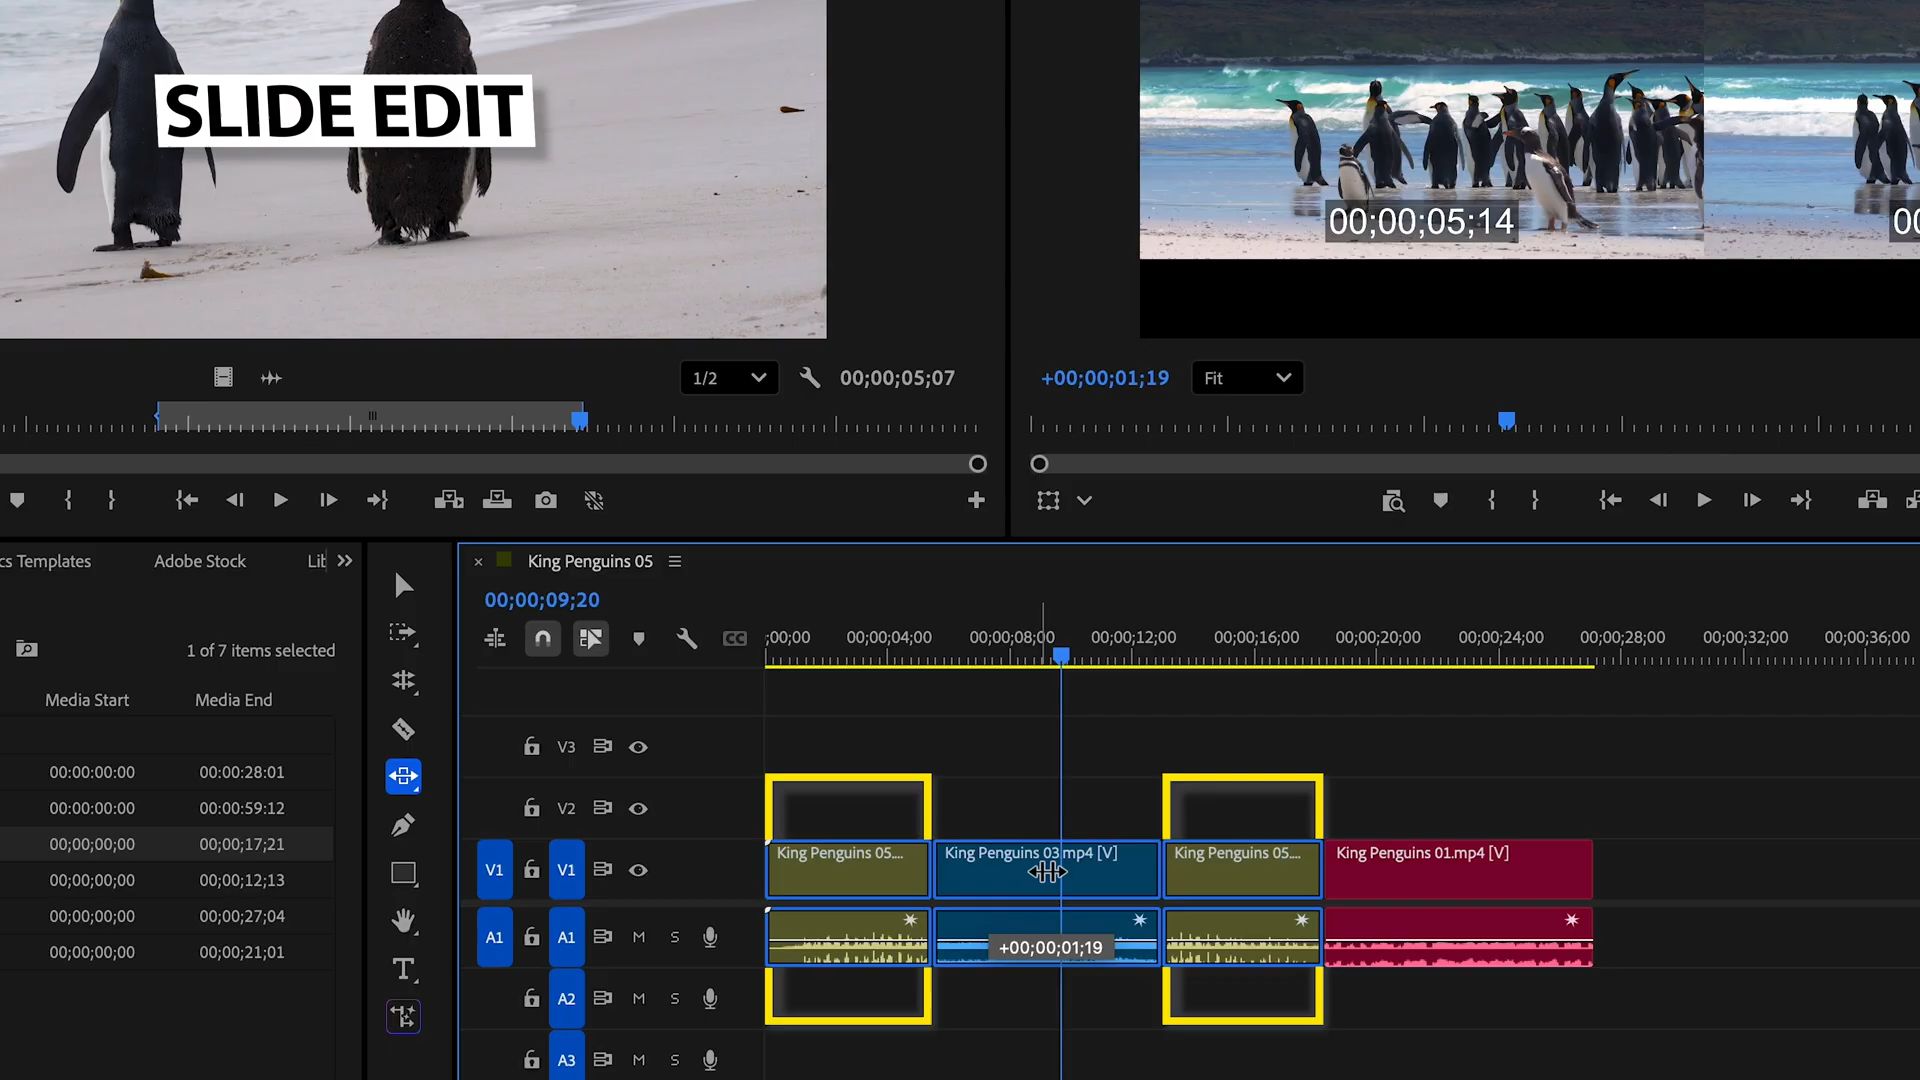 SLIDE EDIT
00;00;05;14
00
1/2
00;00;05;07
+00;00;01;19
Fit
cs Templates
Adobe Stock
Lit
King Penguins 05
00;00;09;20
CC
;00;00
00;00;04;00
00;00;08;00
00;00;12;00
00;00;16;00
00;00;20;00
00;00;24;00
00;00;28;00
00;00;32;00
00;00;36;00
1 of 7 items selected
Media Start
Media End
00:00:00:00
00:00:28:01
00:00:00:00
00:00:59:12
00;00;00;00
00;00;17;21
00;00;00;00
00;00;12;13
00;00;00;00
00;00;27;04
00;00;00;00
00;00;21;01
V3
V2
V1
V1
King Penguins 05....
King Penguins 03.mp4 [V]
King Penguins 05....
King Penguins 01.mp4 [V]
A1
A1
M
S
+00;00;01;19
A2
M
S
A3
M
S